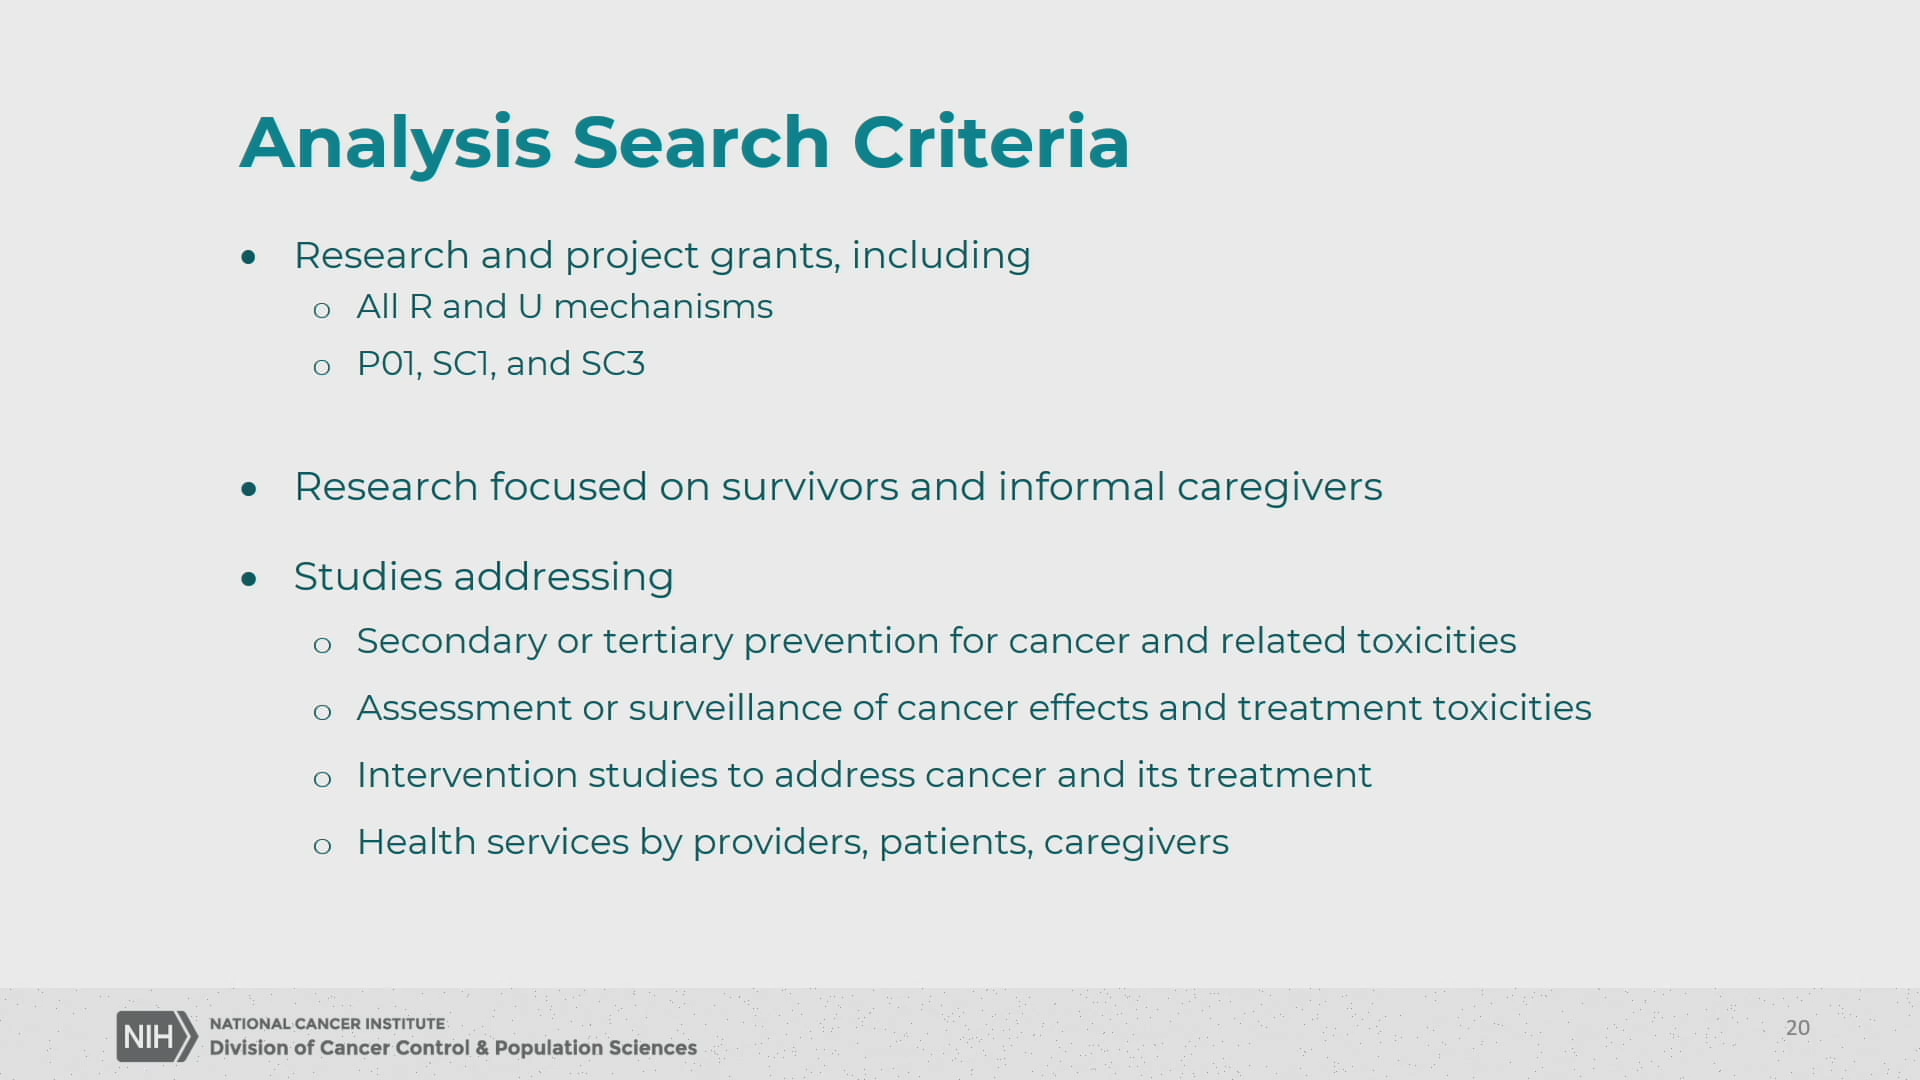 Analysis Search Criteria
• Research and project grants, including
o All R and U mechanisms
o P01, SC1, and SC3
• Research focused on survivors and informal caregivers
• Studies addressing
o Secondary or tertiary prevention for cancer and related toxicities
o Assessment or surveillance of cancer effects and treatment toxicities
o Intervention studies to address cancer and its treatment
o Health services by providers, patients, caregivers
NIH NATIONAL CANCER INSTITUTE
Division of Cancer Control & Population Sciences
20